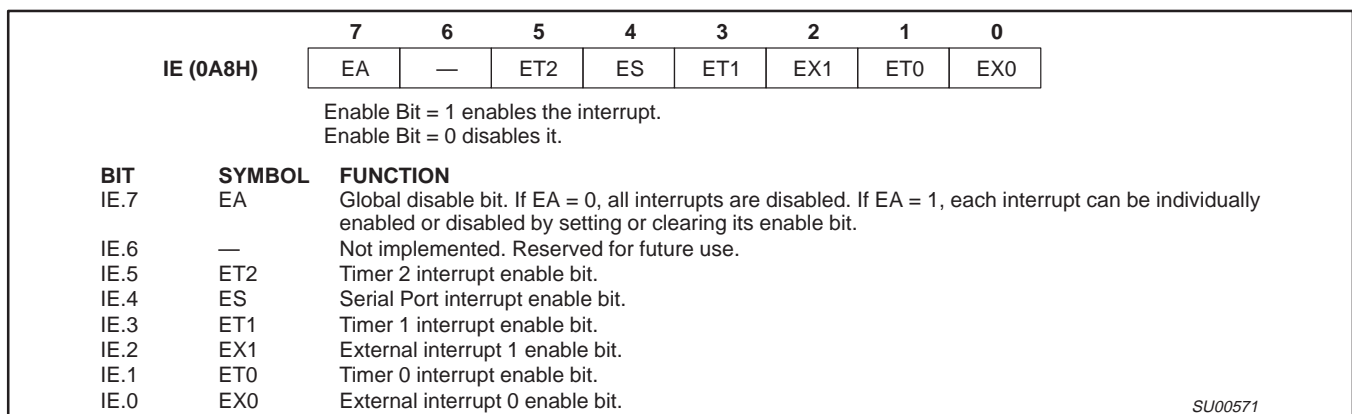 7 6 5 4 3 2 1 0
IE (0A8H) EA — ET2 ES ET1 EX1 ET0 EX0
Enable Bit = 1 enables the interrupt.
Enable Bit = 0 disables it.
BIT SYMBOL FUNCTION
IE.7 EA Global disable bit. If EA = 0, all interrupts are disabled. If EA = 1, each interrupt can be individually
enabled or disabled by setting or clearing its enable bit.
IE.6 — Not implemented. Reserved for future use.
IE.5 ET2 Timer 2 interrupt enable bit.
IE.4 ES Serial Port interrupt enable bit.
IE.3 ET1 Timer 1 interrupt enable bit.
IE.2 EX1 External interrupt 1 enable bit.
IE.1 ET0 Timer 0 interrupt enable bit.
IE.0 EX0 External interrupt 0 enable bit.
SU00571